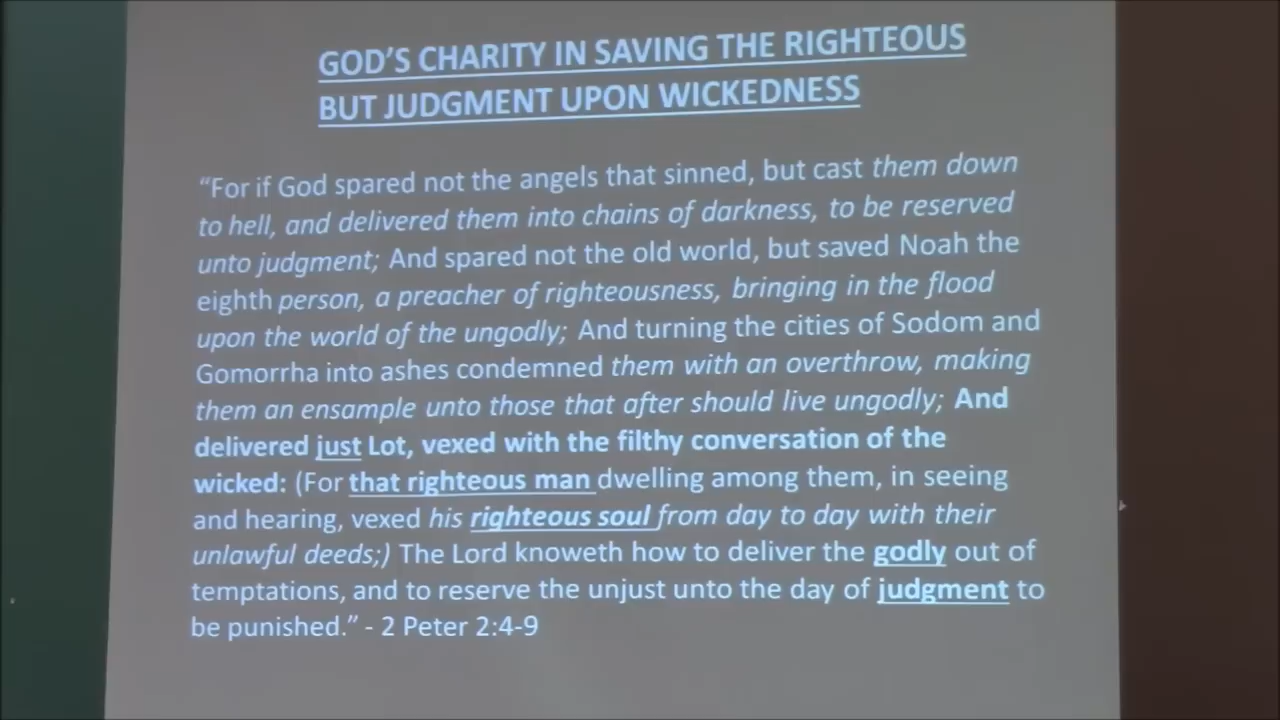 GOD'S CHARITY IN SAVING THE RIGHTEOUS
BUT JUDGMENT UPON WICKEDNESS
“For if God spared not the angels that sinned, but cast them down
to hell, and delivered them into chains of darkness, to be reserved
unto judgment; And spared not the old world, but saved Noah the
eighth person, a preacher of righteousness, bringing in the flood
upon the world of the ungodly; And turning the cities of Sodom and
Gomorrha into ashes condemned them with an overthrow, making
them an ensample unto those that after should live ungodly; And
delivered just Lot, vexed with the filthy conversation of the
wicked: (For that righteous man dwelling among them, in seeing
and hearing, vexed his righteous soul from day to day with their
unlawful deeds;) The Lord knoweth how to deliver the godly out of
temptations, and to reserve the unjust unto the day of judgment to
be punished.” - 2 Peter 2:4-9